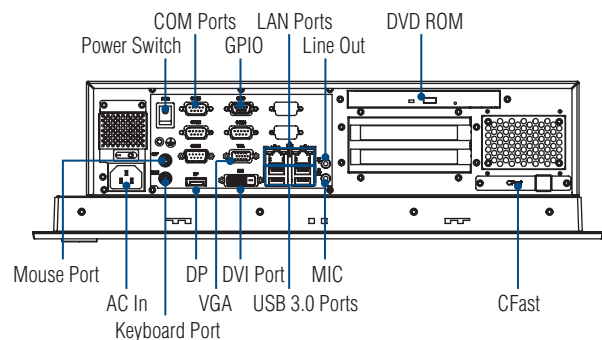 COM Ports LAN Ports DVD ROM
Power Switch GPIO Line Out
Mouse Port DP DVI Port MIC
AC In VGA USB 3.0 Ports CFast
Keyboard Port